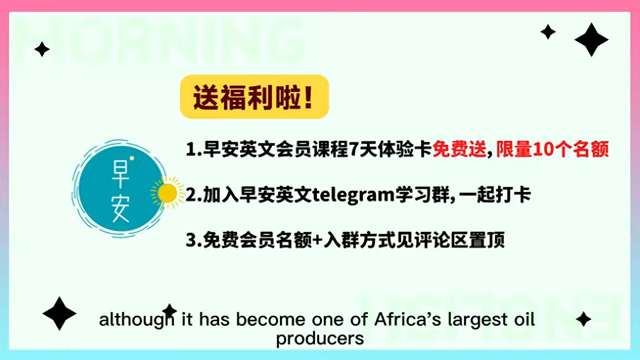 MORNING
送福利啦!
1.早安英文会员课程7天体验卡免费送,限量10个名额
早安
2.加入早安英文telegram学习群,一起打卡
3.免费会员名额+入群方式见评论区置顶
ENGLISH
although it has become one of Africa's largest oil
producers